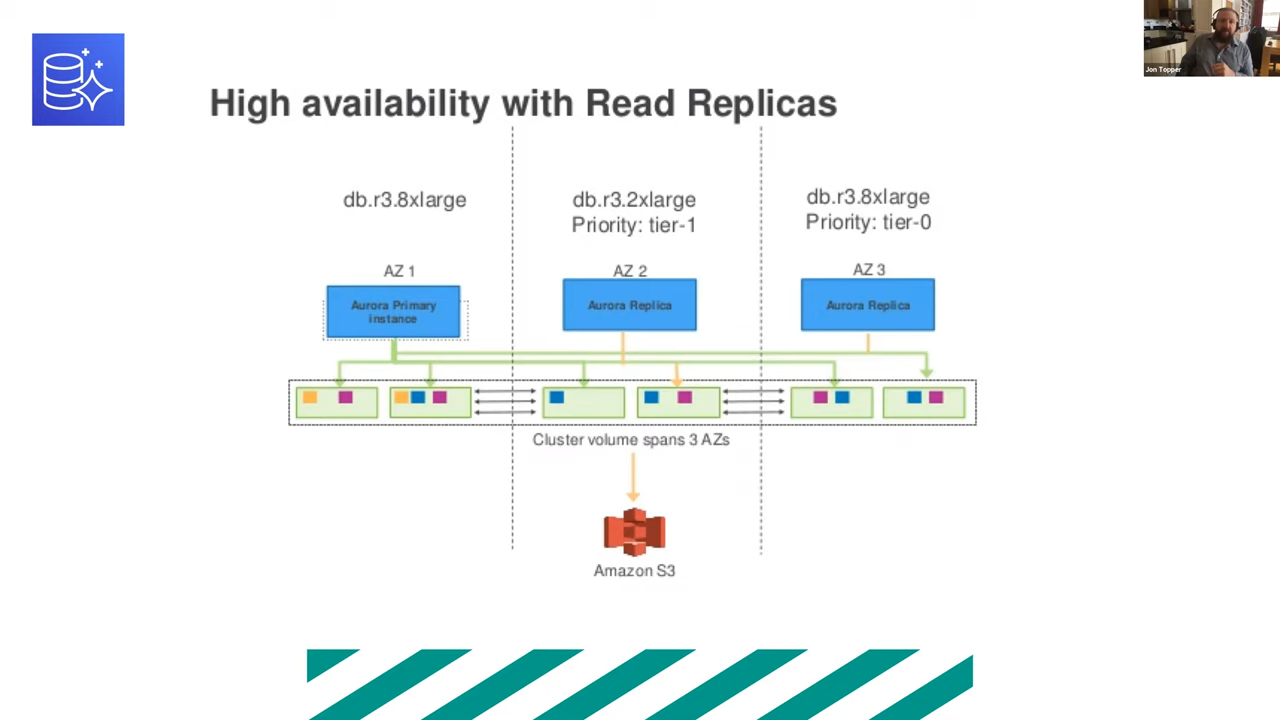 Jon Topper
High availability with Read Replicas
db.r3.8xlarge
db.r3.2xlarge
Priority: tier-1
db.r3.8xlarge
Priority: tier-0
AZ 1
AZ 2
AZ 3
Aurora Primary
instance
Aurora Replica
Aurora Replica
Cluster volume spans 3 AZs
Amazon S3